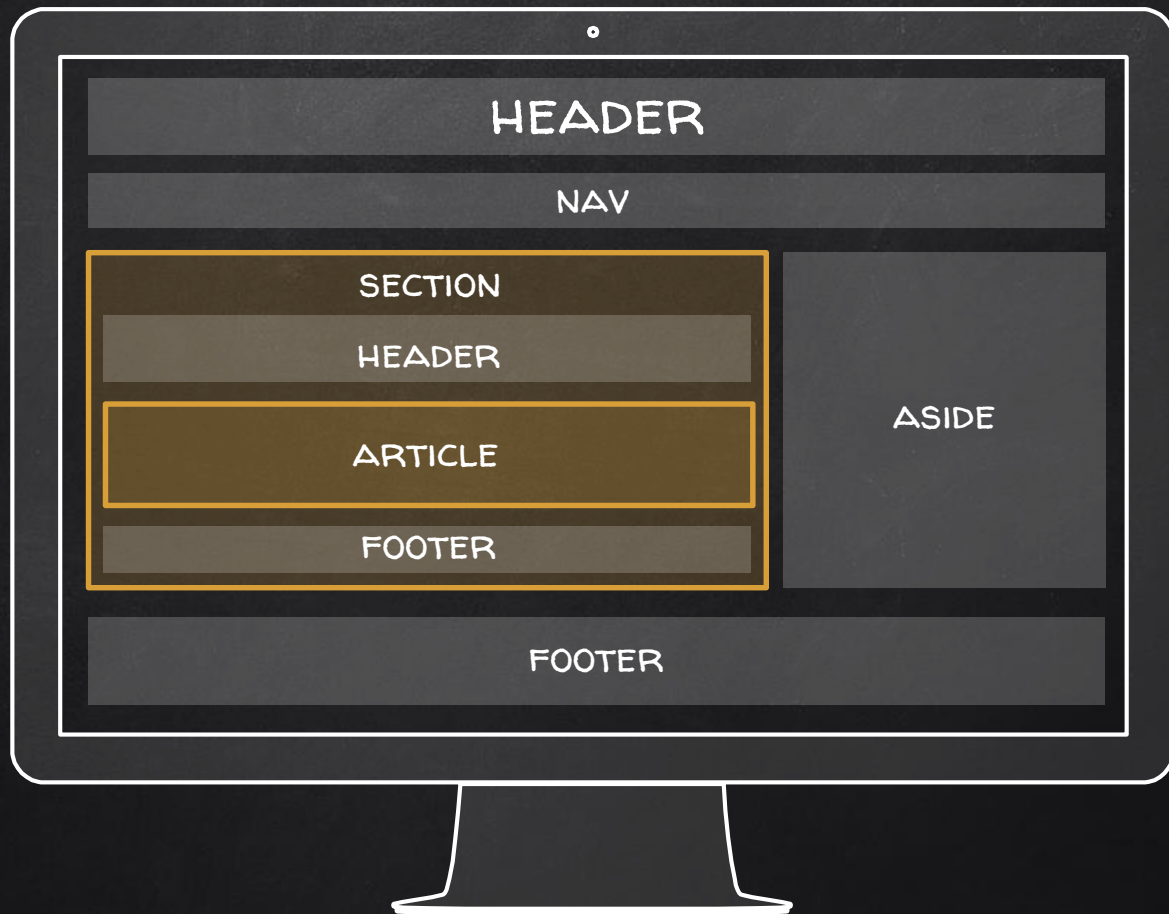 HEADER
NAV
SECTION
HEADER
ARTICLE
FOOTER
ASIDE
FOOTER